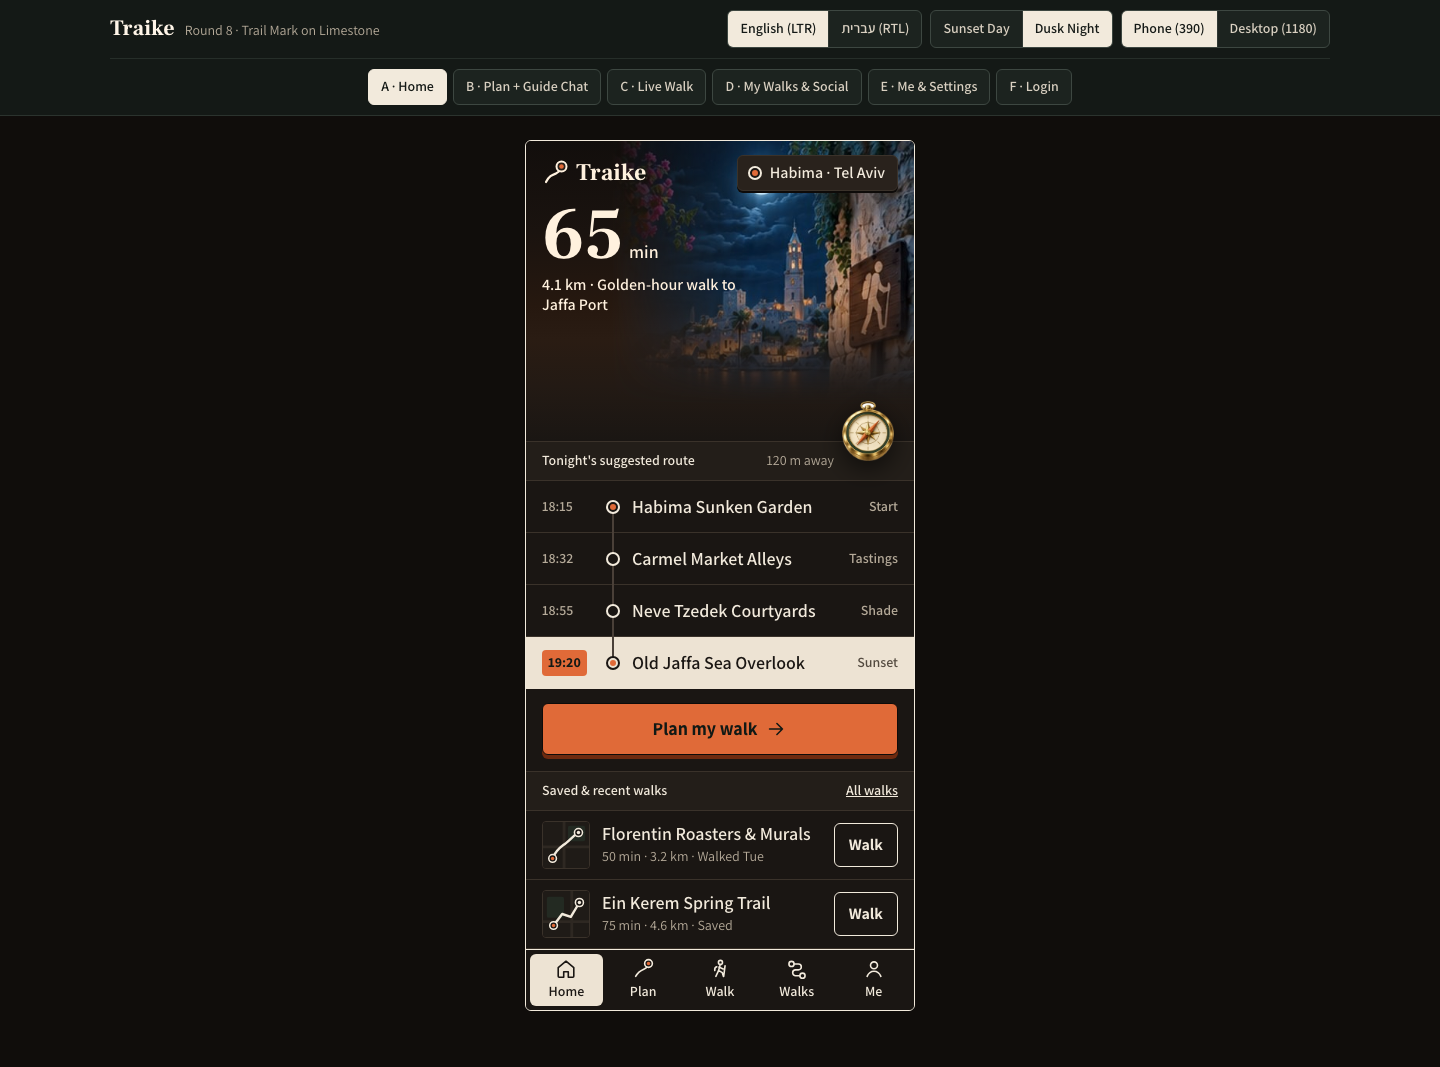 Traike
Round 8 · Trail Mark on Limestone
English (LTR)
עברית (RTL)
Sunset Day
Dusk Night
Phone (390)
Desktop (1180)
A · Home
B · Plan + Guide Chat
C · Live Walk
D · My Walks & Social
E · Me & Settings
F · Login
Traike
Habima · Tel Aviv
65 min
4.1 km · Golden-hour walk to
Jaffa Port
Tonight's suggested route
120 m away
18:15 Habima Sunken Garden Start
18:32 Carmel Market Alleys Tastings
18:55 Neve Tzedek Courtyards Shade
19:20 Old Jaffa Sea Overlook Sunset
Plan my walk →
Saved & recent walks
All walks
Florentin Roasters & Murals
50 min · 3.2 km · Walked Tue
Walk
Ein Kerem Spring Trail
75 min · 4.6 km · Saved
Walk
Home
Plan
Walk
Walks
Me